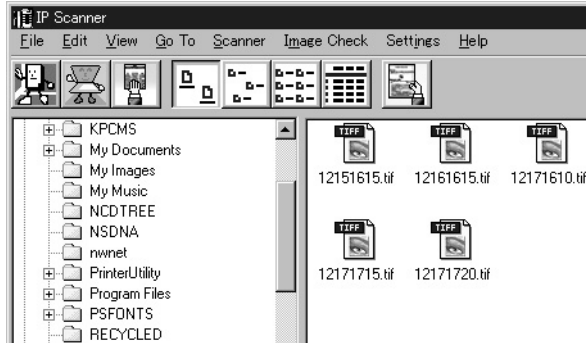 IP Scanner
File Edit View Go To Scanner Image Check Settings Help
KPCMS
My Documents
My Images
My Music
NCDTREE
NSDNA
nwnet
PrinterUtility
Program Files
PSFONTS
RECYCLED
TIFF TIFF TIFF
12151615.tif 12161615.tif 12171610.tif
TIFF TIFF
12171715.tif 12171720.tif